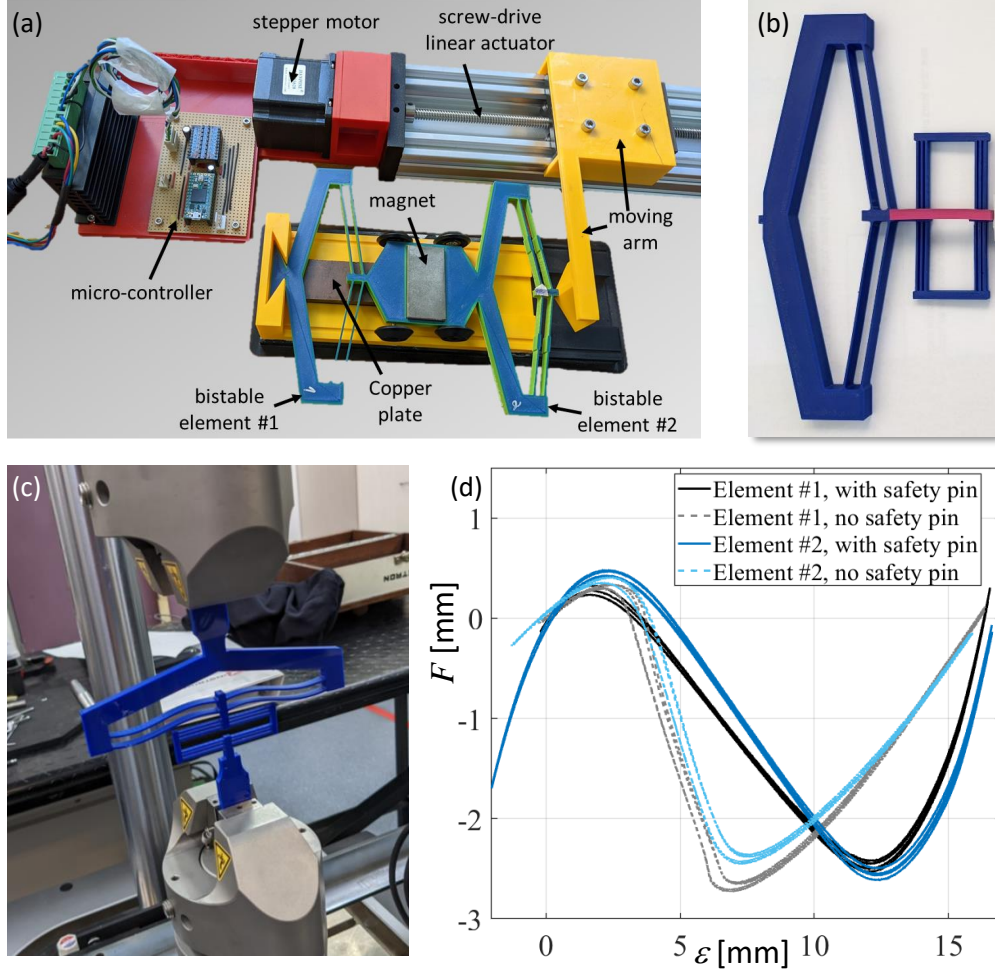 (a)
stepper motor
screw-drive
linear actuator
magnet
moving
arm
micro-controller
Copper
plate
bistable
element #1
bistable
element #2
1
2
(b)
(c)
(d)
Element #1, with safety pin
Element #1, no safety pin
Element #2, with safety pin
Element #2, no safety pin
F [mm]
1
0
-1
-2
-3
0
5
10
15
ε [mm]